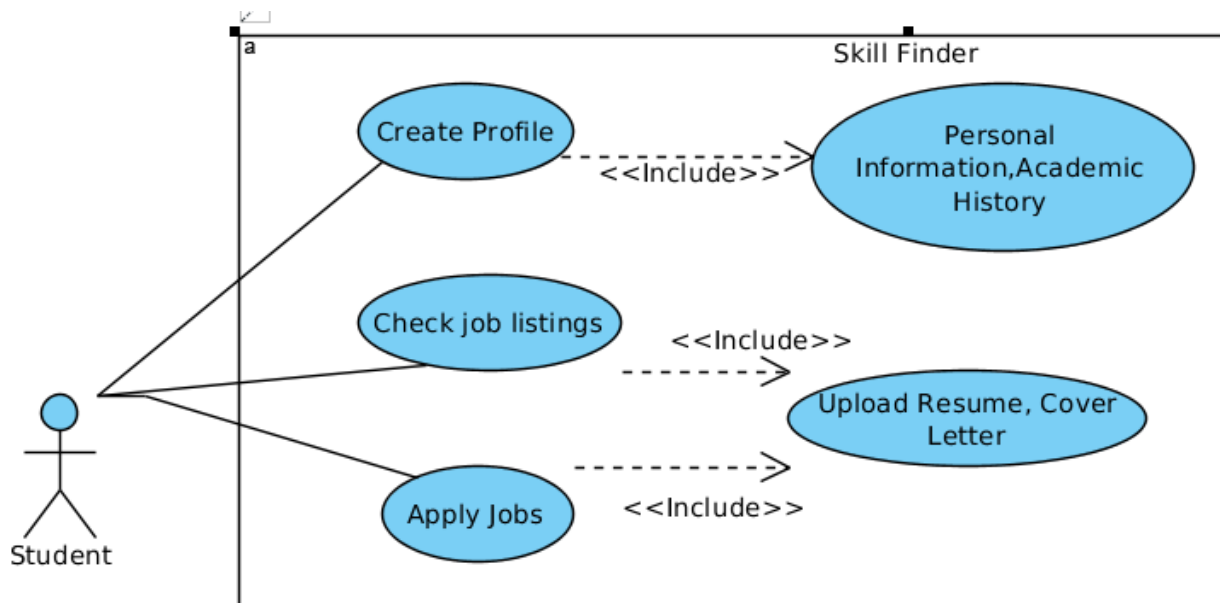 a
Skill Finder
Create Profile
<<Include>>
Personal
Information,Academic
History
Check job listings
<<Include>>
Upload Resume, Cover
Letter
Apply Jobs
<<Include>>
Student